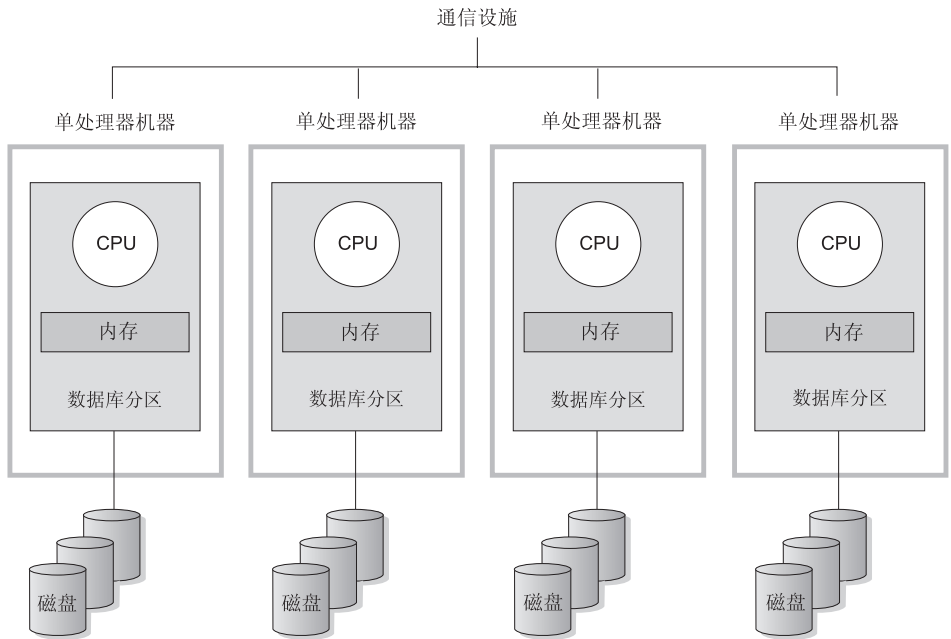 通信设施
单处理器机器
单处理器机器
单处理器机器
单处理器机器
CPU
CPU
CPU
CPU
内存
内存
内存
内存
数据库分区
数据库分区
数据库分区
数据库分区
磁盘
磁盘
磁盘
磁盘